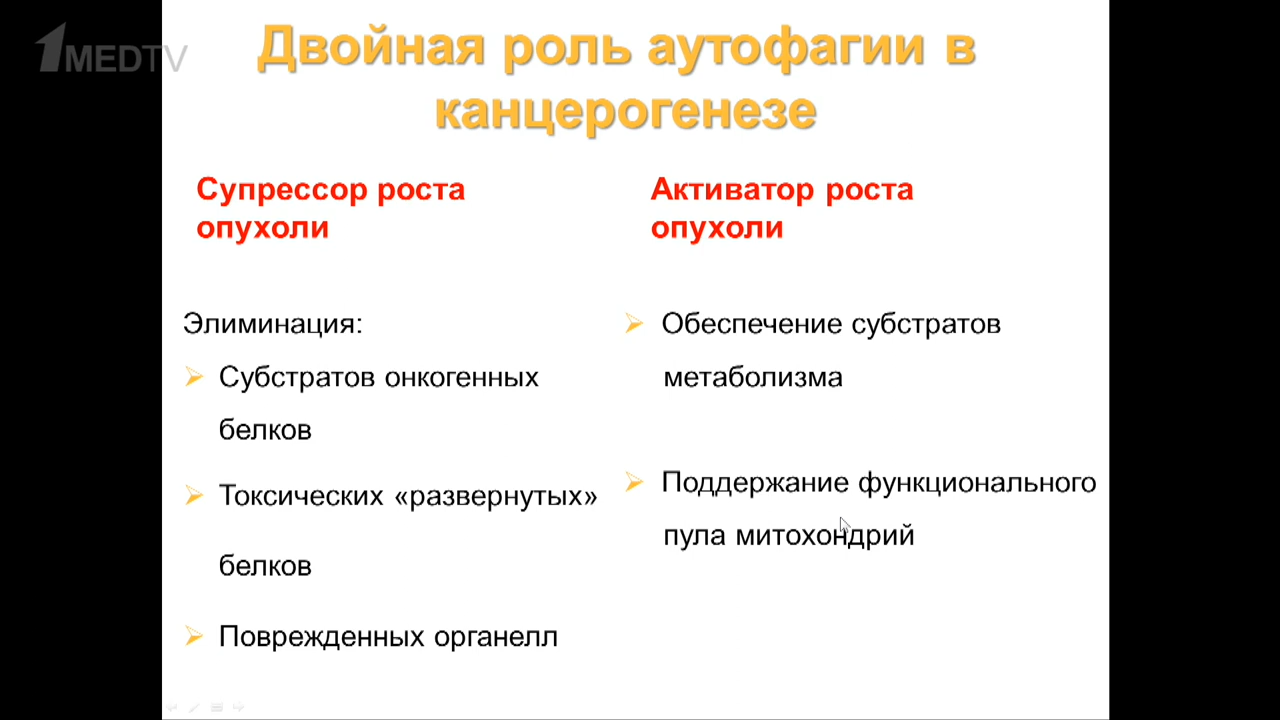 1MEDTV
Двойная роль аутофагии в
канцерогенезе
Супрессор роста
опухоли
Элиминация:
Субстратов онкогенных
белков
Токсических «развернутых»
белков
Поврежденных органелл
Активатор роста
опухоли
Обеспечение субстратов
метаболизма
Поддержание функционального
пула митохондрий